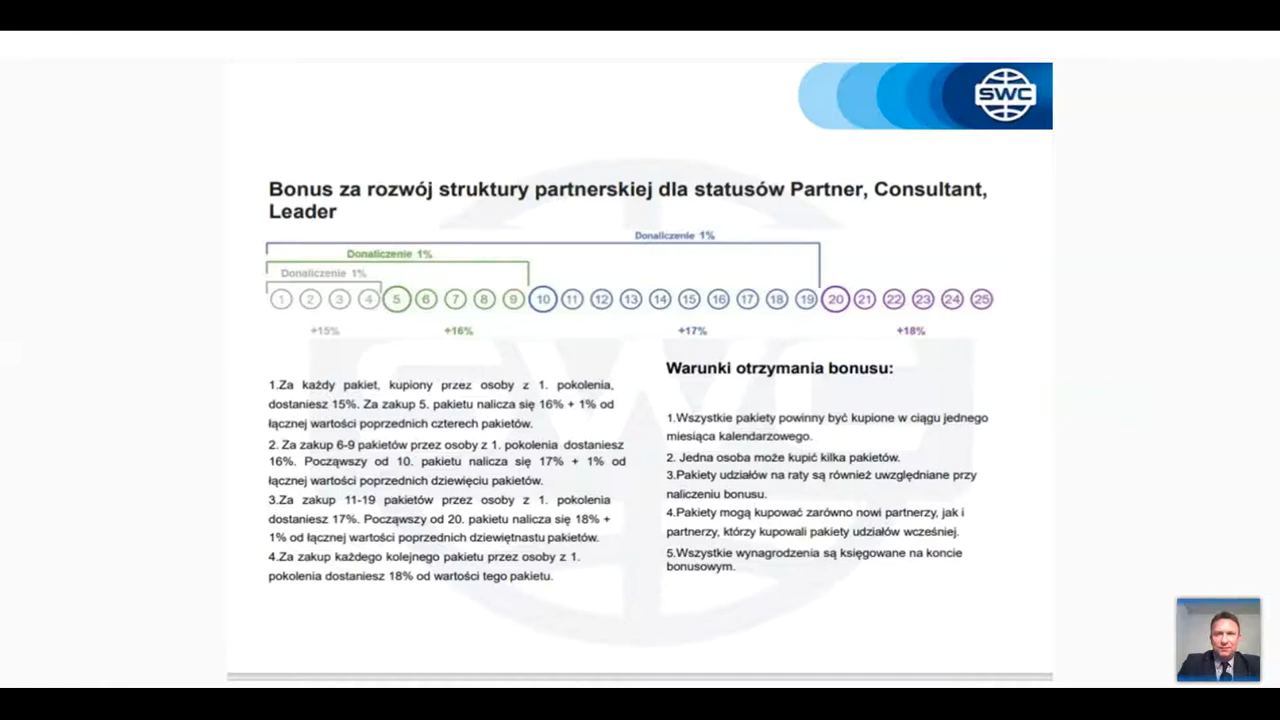 SWC
Bonus za rozwój struktury partnerskiej dla statusów Partner, Consultant,
Leader
Donaliczenie 1%
Donaliczenie 1%
Donaliczenie 1%
1 2 3 4 5 6 7 8 9 10 11 12 13 14 15 16 17 18 19 20 21 22 23 24 25
+15% +16% +17% +18%
1.Za każdy pakiet, kupiony przez osoby z 1. pokolenia,
dostaniesz 15%. Za zakup 5. pakietu nalicza się 16% + 1% od
łącznej wartości poprzednich czterech pakietów.
2. Za zakup 6-9 pakietów przez osoby z 1. pokolenia dostaniesz
16%. Począwszy od 10. pakietu nalicza się 17% + 1% od
łącznej wartości poprzednich dziewięciu pakietów.
3.Za zakup 11-19 pakietów przez osoby z 1. pokolenia
dostaniesz 17%. Począwszy od 20. pakietu nalicza się 18% +
1% od łącznej wartości poprzednich dziewiętnastu pakietów.
4.Za zakup każdego kolejnego pakietu przez osoby z 1.
pokolenia dostaniesz 18% od wartości tego pakietu.
Warunki otrzymania bonusu:
1.Wszystkie pakiety powinny być kupione w ciągu jednego
miesiąca kalendarzowego.
2. Jedna osoba może kupić kilka pakietów.
3.Pakiety udziałów na raty są również uwzględniane przy
naliczeniu bonusu.
4.Pakiety mogą kupować zarówno nowi partnerzy, jak i
partnerzy, którzy kupowali pakiety udziałów wcześniej.
5.Wszystkie wynagrodzenia są księgowane na koncie
bonusowym.